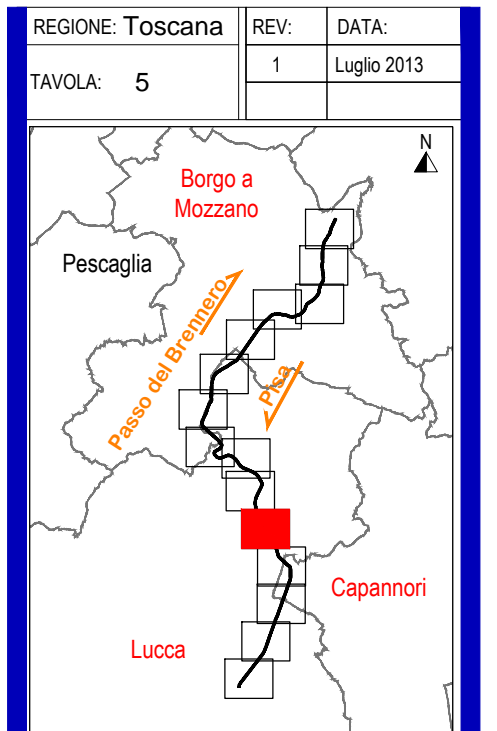 REGIONE: Toscana
REV:
DATA:
1
Luglio 2013
TAVOLA: 5
N
Borgo a
Mozzano
Pescaglia
Passo del Brennero
Pisa
Capannori
Lucca